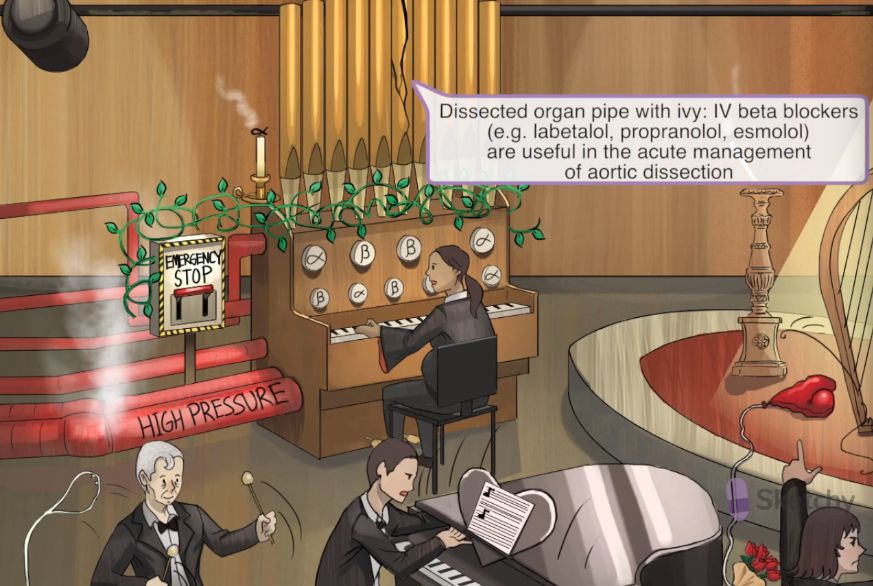 Dissected organ pipe with ivy: IV beta blockers
(e.g. labetalol, propranolol, esmolol)
are useful in the acute management
of aortic dissection
α
EMERGENCY
STOP
α β β α
β α β α
HIGH PRESSURE
Sketchy